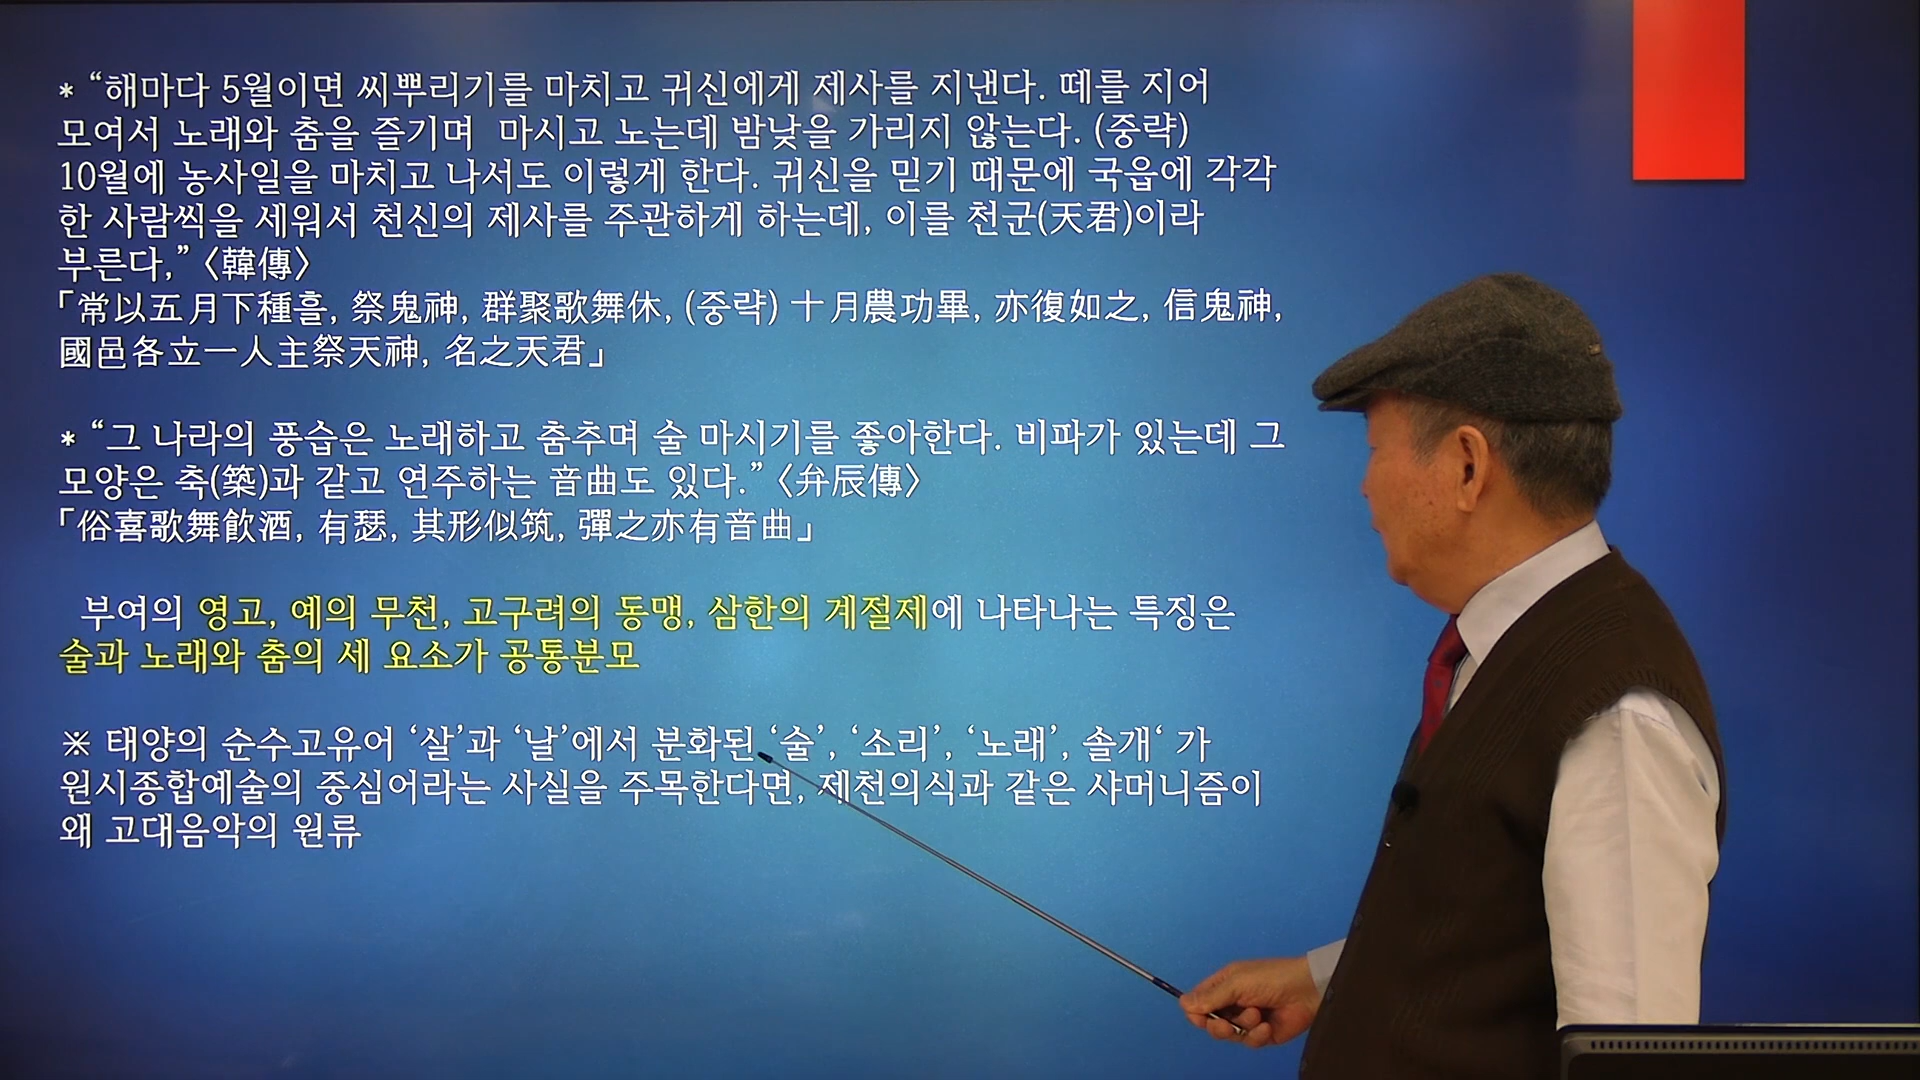 * “해마다 5월이면 씨뿌리기를 마치고 귀신에게 제사를 지낸다. 떼를 지어
모여서 노래와 춤을 즐기며 마시고 노는데 밤낮을 가리지 않는다. (중략)
10월에 농사일을 마치고 나서도 이렇게 한다. 귀신을 믿기 때문에 국읍에 각각
한 사람씩을 세워서 천신의 제사를 주관하게 하는데, 이를 천군(天君)이라
부른다,” 〈韓傳〉
「常以五月下種흘, 祭鬼神, 群聚歌舞休, (중략) 十月農功畢, 亦復如之, 信鬼神,
國邑各立一人主祭天神, 名之天君」
* “그 나라의 풍습은 노래하고 춤추며 술 마시기를 좋아한다. 비파가 있는데 그
모양은 축(築)과 같고 연주하는 音曲도 있다.” 〈弁辰傳〉
「俗喜歌舞飮酒, 有瑟, 其形似筑, 彈之亦有音曲」
부여의 영고, 예의 무천, 고구려의 동맹, 삼한의 계절제에 나타나는 특징은
술과 노래와 춤의 세 요소가 공통분모
※ 태양의 순수고유어 ‘살’과 ‘날’에서 분화된 ‘술’, ‘소리’, ‘노래’, 솔개‘ 가
원시종합예술의 중심어라는 사실을 주목한다면, 제천의식과 같은 샤머니즘이
왜 고대음악의 원류